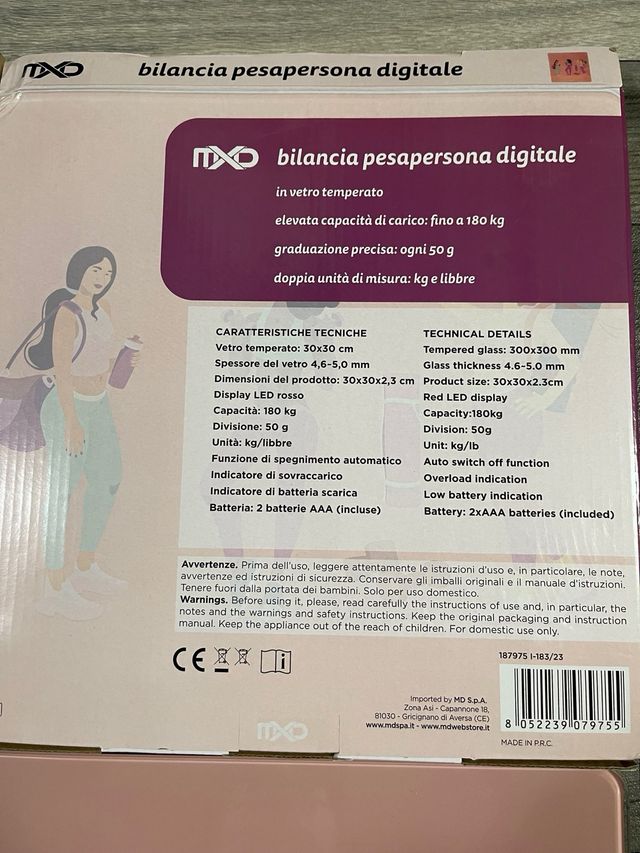 MXD bilancia pesapersona digitale
MXD bilancia pesapersona digitale
in vetro temperato
elevata capacità di carico: fino a 180 kg
graduazione precisa: ogni 50 g
doppia unità di misura: kg e libbre
CARATTERISTICHE TECNICHE
Vetro temperato: 30x30 cm
Spessore del vetro 4,6-5,0 mm
Dimensioni del prodotto: 30x30x2,3 cm
Display LED rosso
Capacità: 180 kg
Divisione: 50 g
Unità: kg/libbre
Funzione di spegnimento automatico
Indicatore di sovraccarico
Indicatore di batteria scarica
Batteria: 2 batterie AAA (incluse)
TECHNICAL DETAILS
Tempered glass: 300x300 mm
Glass thickness 4.6-5.0 mm
Product size: 30x30x2.3cm
Red LED display
Capacity:180kg
Division: 50g
Unit: kg/lb
Auto switch off function
Overload indication
Low battery indication
Battery: 2xAAA batteries (included)
Avvertenze. Prima dell'uso, leggere attentamente le istruzioni d'uso e, in particolare, le note,
avvertenze ed istruzioni di sicurezza. Conservare gli imballi originali e il manuale d'istruzioni.
Tenere fuori dalla portata dei bambini. Solo per uso domestico.
Warnings. Before using it, please, read carefully the instructions of use and, in particular, the
notes and the warnings and safety instructions. Keep the original packaging and instruction
manual. Keep the appliance out of the reach of children. For domestic use only.
CE
187975 I-183/23
Imported by MD S.p.A.
Zona Asi - Capannone 18,
81030 - Gricignano di Aversa (CE)
www.mdspa.it - www.mdwebstore.it
8 052239 079755
MADE IN P.R.C.
MXD